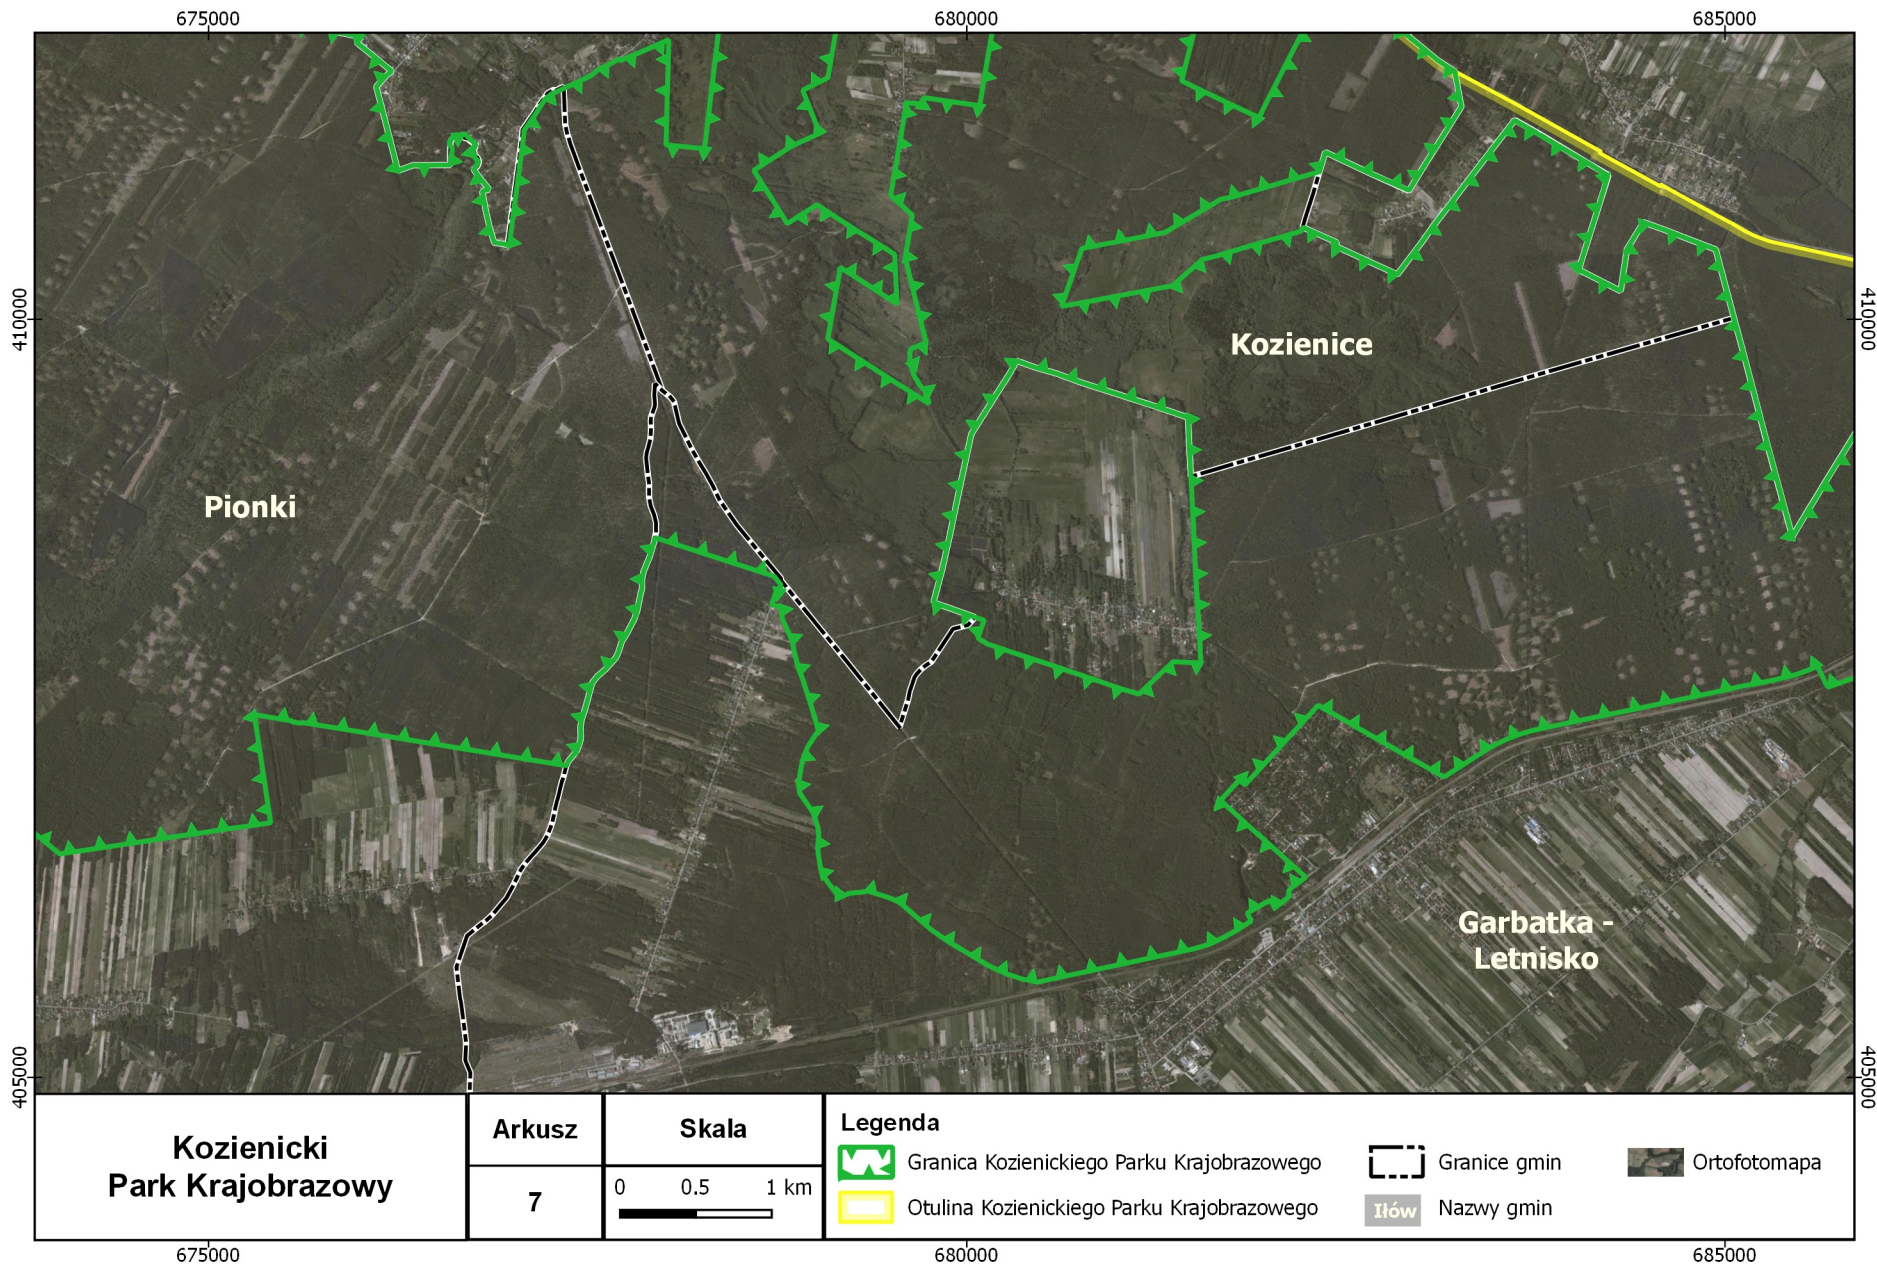 675000
680000
685000
410000
410000
Kozienice
Pionki
Garbatka -
Letnisko
405000
405000
Kozienicki
Park Krajobrazowy
Arkusz
7
Skala
0 0.5 1 km
Legenda
Granica Kozienickiego Parku Krajobrazowego
Otulina Kozienickiego Parku Krajobrazowego
Granice gmin
Iłów
Nazwy gmin
Ortofotomapa
675000
680000
685000